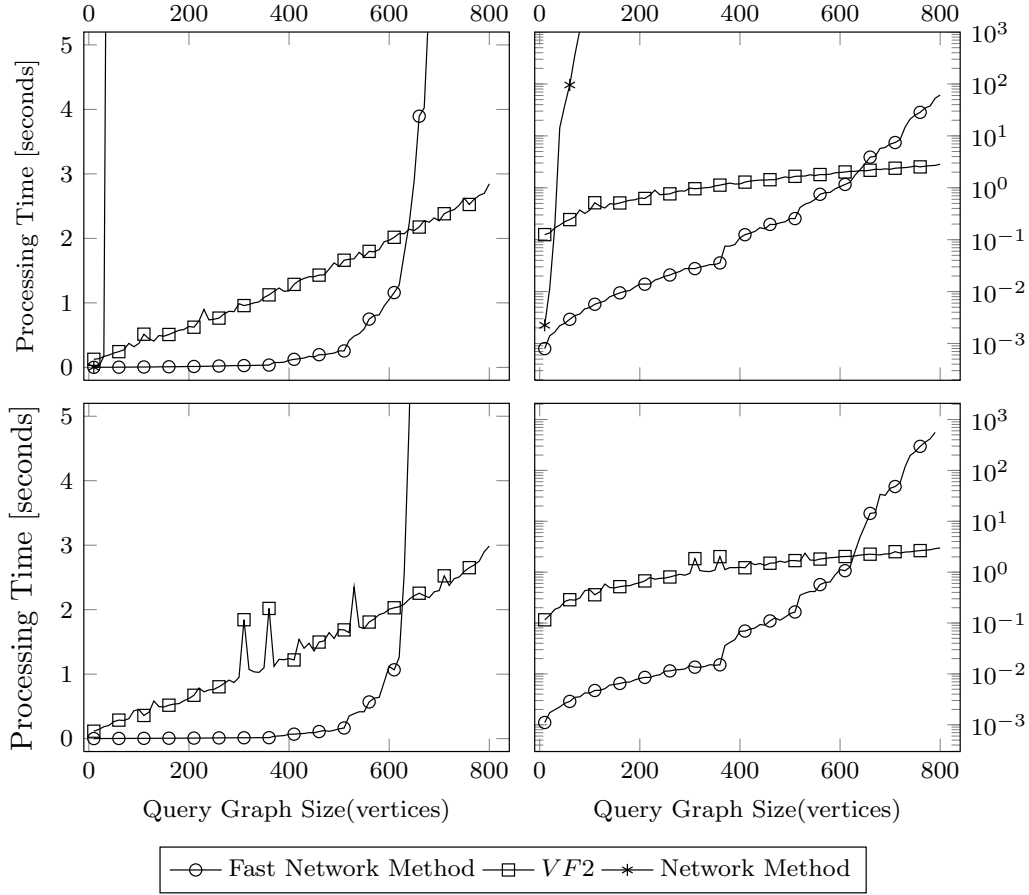 0 200 400 600 800
0 200 400 600 800
5
4
3
2
1
0
Processing Time [seconds]
10^3
10^2
10^1
10^0
10^-1
10^-2
10^-3
5
4
3
2
1
0
Processing Time [seconds]
10^3
10^2
10^1
10^0
10^-1
10^-2
10^-3
0 200 400 600 800
0 200 400 600 800
Query Graph Size(vertices)
Query Graph Size(vertices)
Fast Network Method VF2 Network Method